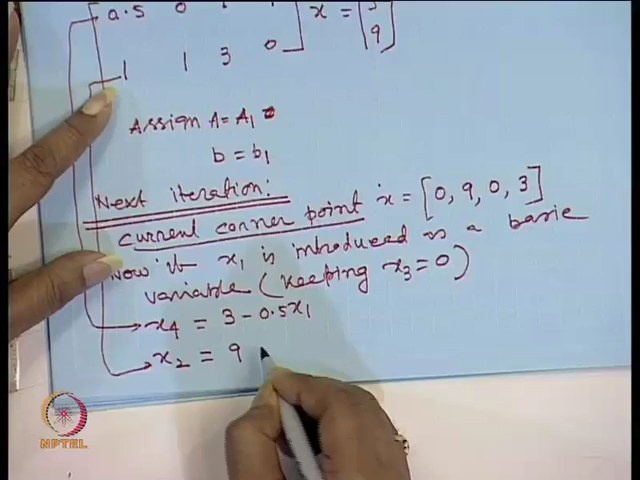 0.5 0 1 1 x = 3
1 1 3 0 9
Assign A = A1
b = b1
Next iteration:
current corner point x = [0, 9, 0, 3]
Now if x1 is introduced as a basic
variable (keeping x3 = 0)
x4 = 3 - 0.5x1
x2 = 9
NPTEL